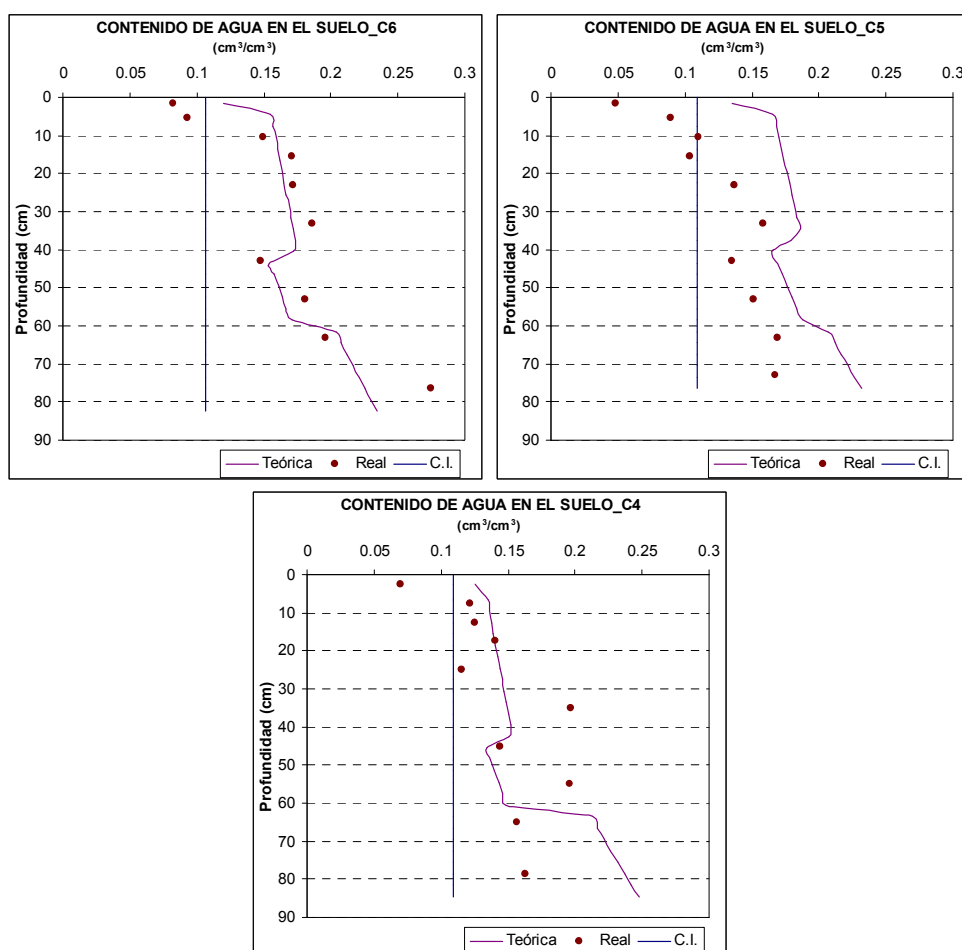 CONTENIDO DE AGUA EN EL SUELO_C6
(cm³/cm³)
0 0.05 0.1 0.15 0.2 0.25 0.3
0
10
20
30
40
50
60
70
80
90
Profundidad (cm)
Teórica Real C.I.
CONTENIDO DE AGUA EN EL SUELO_C5
(cm³/cm³)
0 0.05 0.1 0.15 0.2 0.25 0.3
0
10
20
30
40
50
60
70
80
90
Profundidad (cm)
Teórica Real C.I.
CONTENIDO DE AGUA EN EL SUELO_C4
(cm³/cm³)
0 0.05 0.1 0.15 0.2 0.25 0.3
0
10
20
30
40
50
60
70
80
90
Profundidad (cm)
Teórica Real C.I.